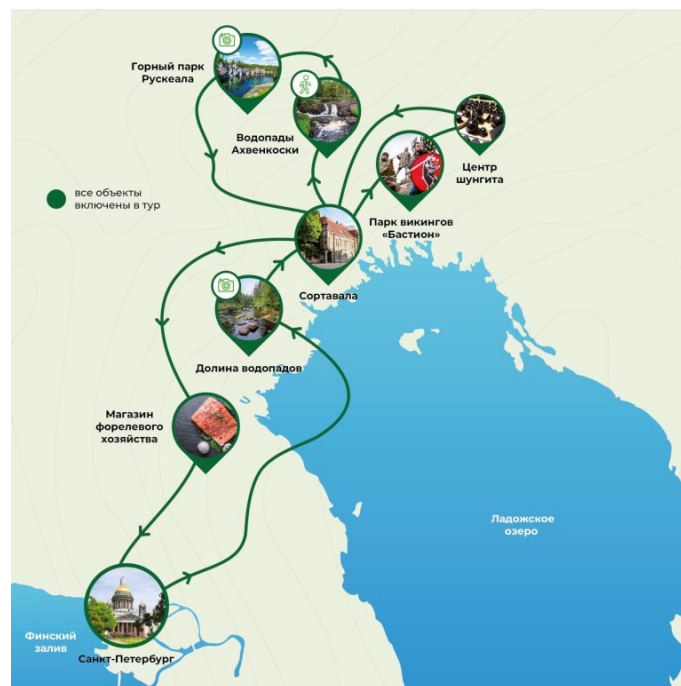 Горный парк
Рускеала
Водопады
Ахвенкоски
Центр
шунгита
Парк викингов
«Бастион»
все объекты
включены в тур
Сортавала
Долина водопадов
Магазин
форелевого
хозяйства
Ладожское
озеро
Финский
залив
Санкт-Петербург